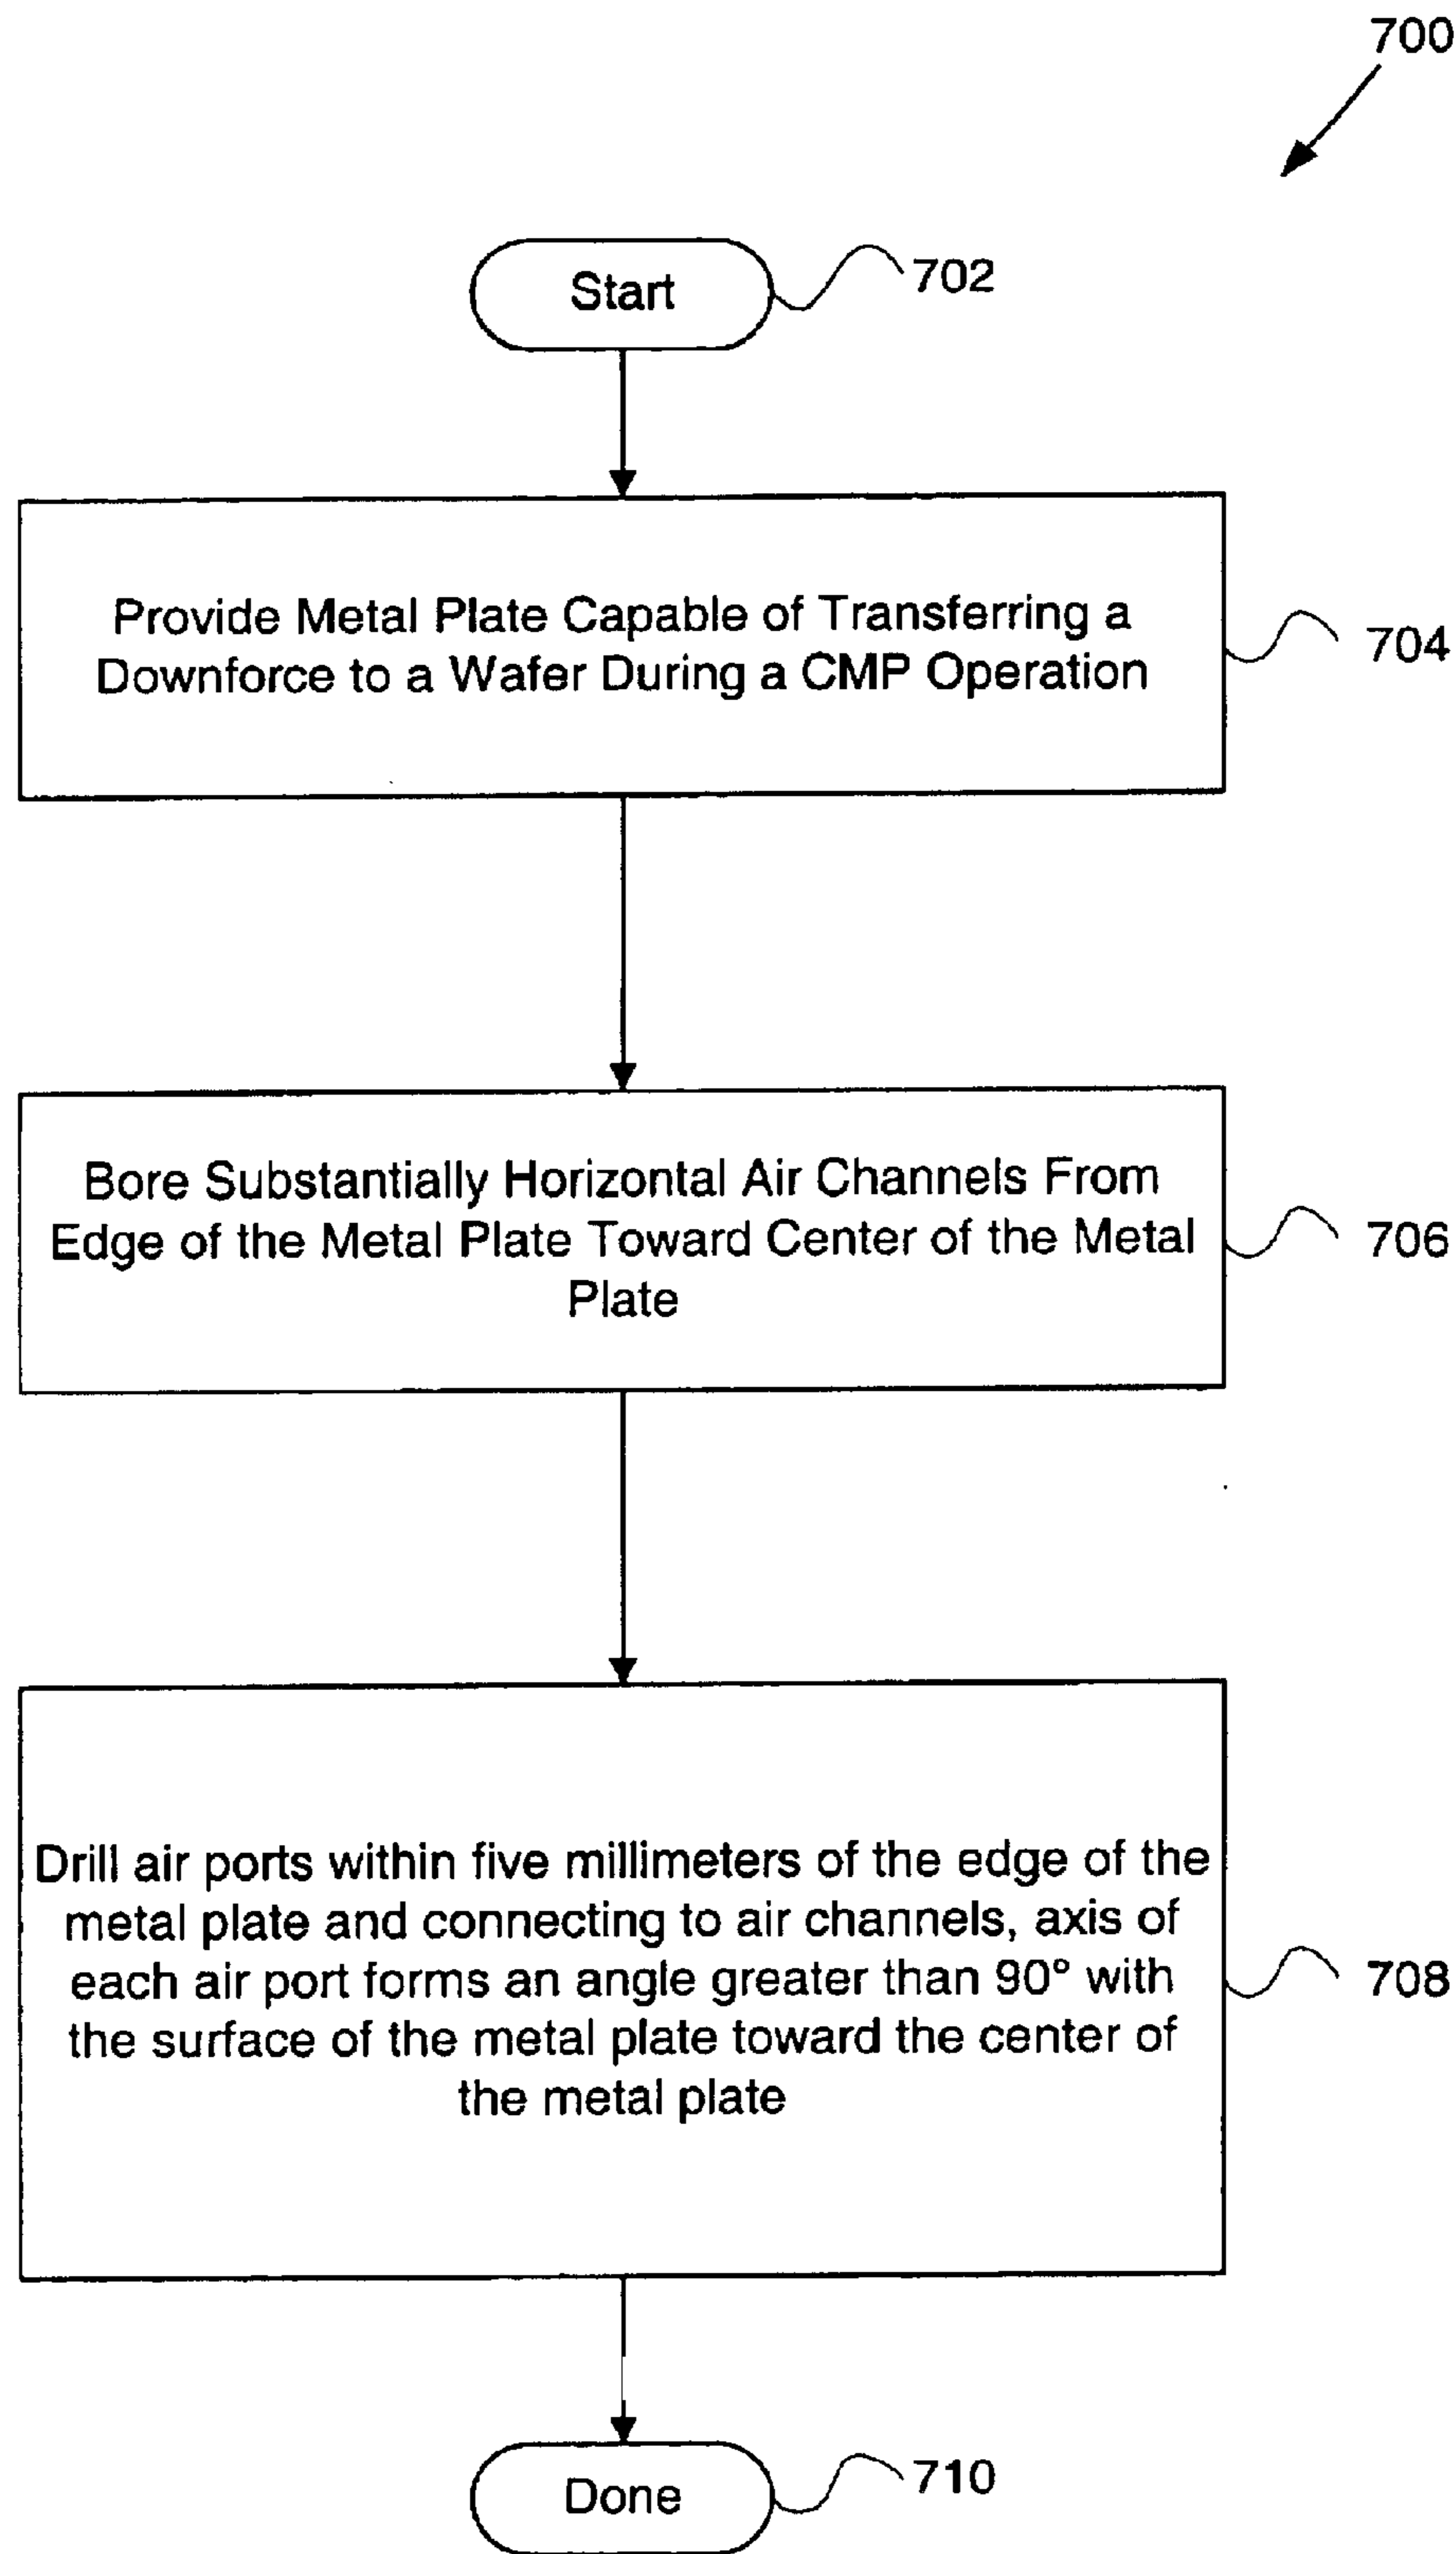 700
Start
702
Provide Metal Plate Capable of Transferring a
Downforce to a Wafer During a CMP Operation
704
Bore Substantially Horizontal Air Channels From
Edge of the Metal Plate Toward Center of the Metal
Plate
706
Drill air ports within five millimeters of the edge of the
metal plate and connecting to air channels, axis of
each air port forms an angle greater than 90° with
the surface of the metal plate toward the center of
the metal plate
708
Done
710